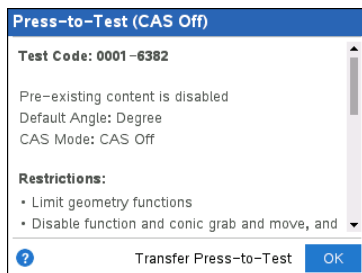 Press-to-Test (CAS Off)
Test Code: 0001-6382
Pre-existing content is disabled
Default Angle: Degree
CAS Mode: CAS Off
Restrictions:
• Limit geometry functions
• Disable function and conic grab and move, and
?
Transfer Press-to-Test
OK